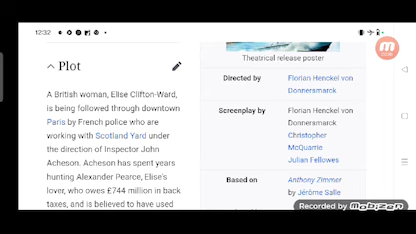 12:32
Theatrical release poster
Plot
A British woman, Elise Clifton-Ward,
is being followed through downtown
Paris by French police who are
working with Scotland Yard under
the direction of Inspector John
Acheson. Acheson has spent years
hunting Alexander Pearce, Elise's
lover, who owes £744 million in back
taxes, and is believed to have used
Directed by
Florian Henckel von
Donnersmarck
Screenplay by
Florian Henckel von
Donnersmarck
Christopher
McQuarrie
Julian Fellowes
Based on
Anthony Zimmer
by Jérôme Salle
Recorded by Mobizen